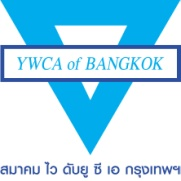 YWCA of BANGKOK
สมาคม ไว ดับยู ซี เอ กรุงเทพฯ